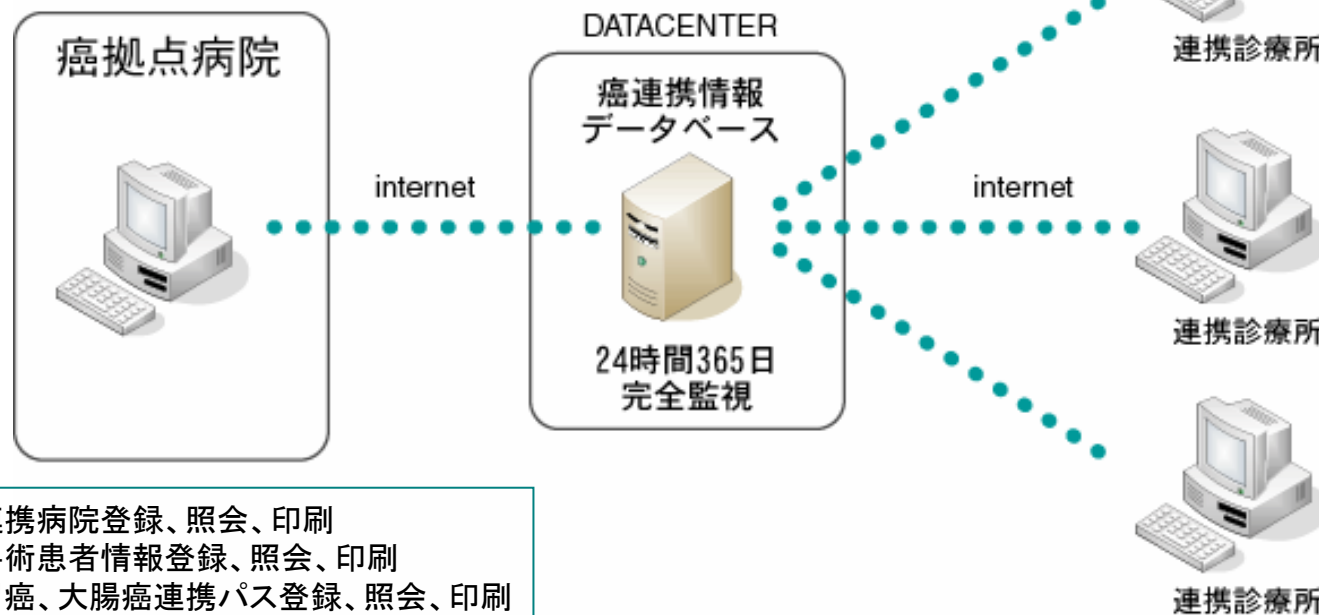 癌拠点病院
internet
DATACENTER
癌連携情報
データベース
24時間365日
完全監視
internet
連携診療所
連携診療所
連携診療所
携病院登録、照会、印刷
術患者情報登録、照会、印刷
癌、大腸癌連携パス登録、照会、印刷